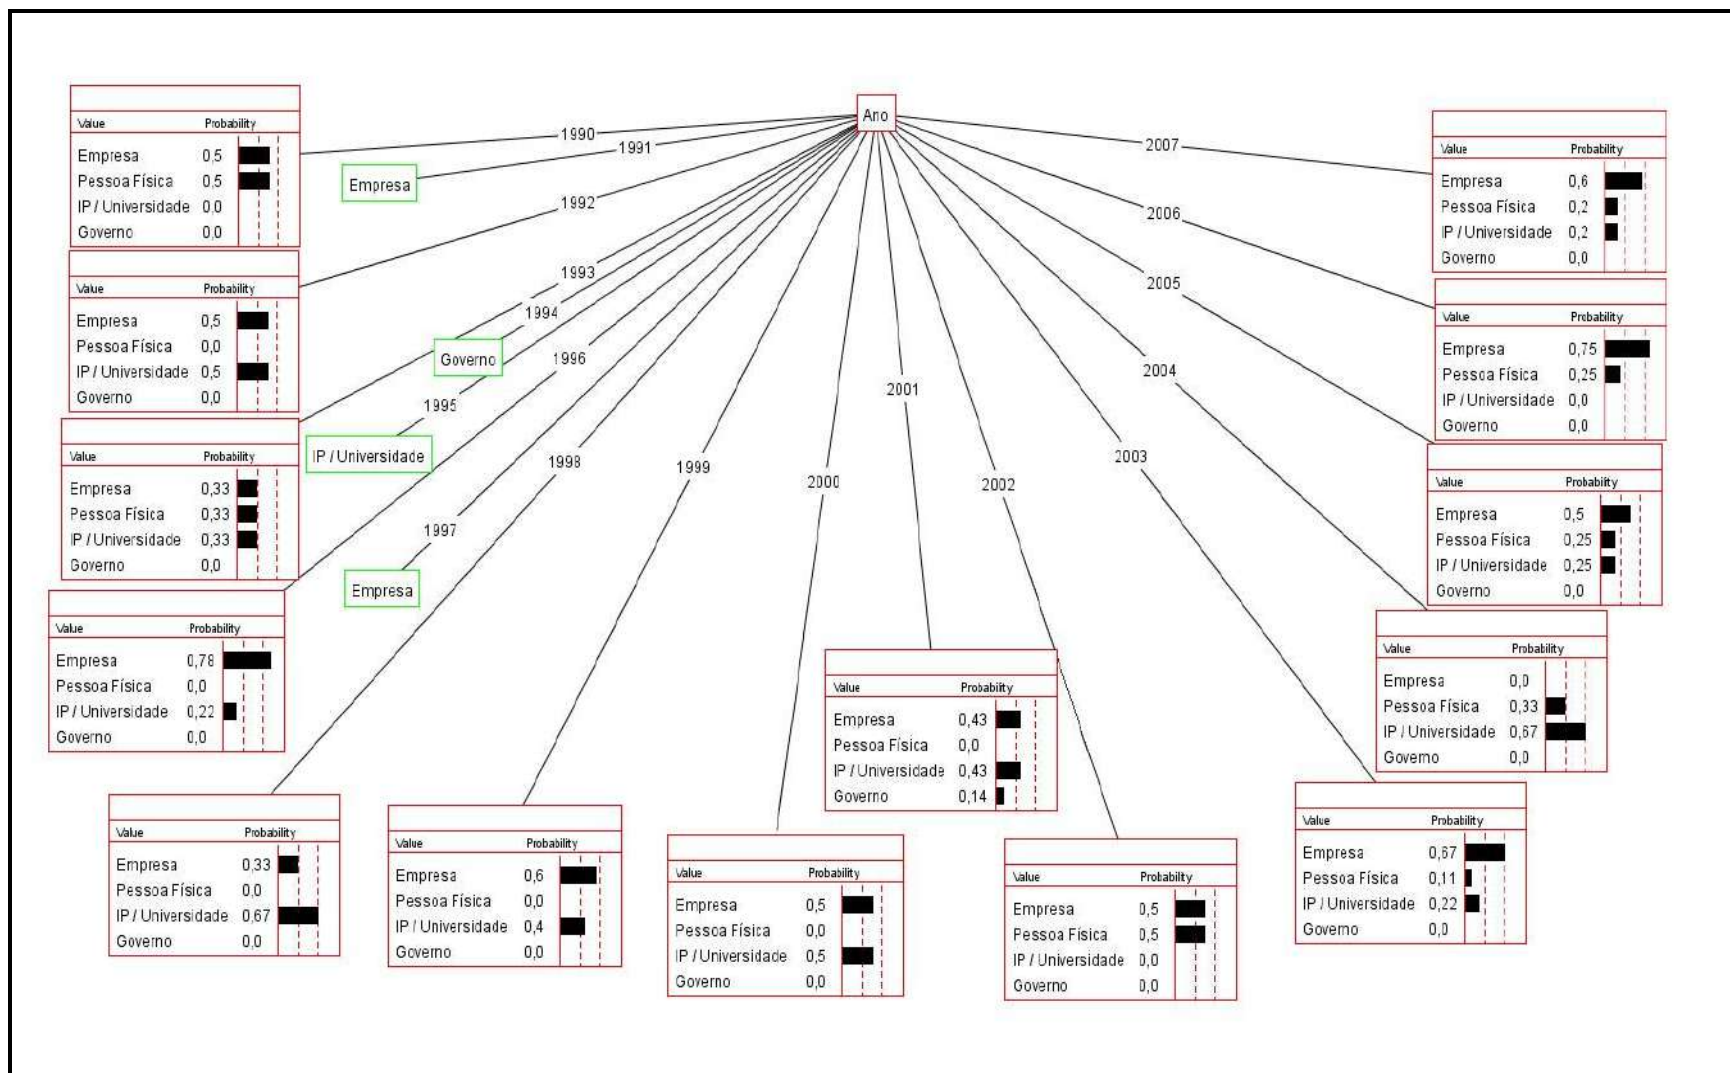 Ano
1990
1991
1992
1993
1994
1995
1996
1997
1998
1999
2000
2001
2002
2003
2004
2005
2006
2007
Value Probability
Empresa 0,5
Pessoa Física 0,5
IP / Universidade 0,0
Governo 0,0
Empresa
Value Probability
Empresa 0,5
Pessoa Física 0,0
IP / Universidade 0,5
Governo 0,0
Value Probability
Empresa 0,33
Pessoa Física 0,33
IP / Universidade 0,33
Governo 0,0
Governo
IP / Universidade
Value Probability
Empresa 0,78
Pessoa Física 0,0
IP / Universidade 0,22
Governo 0,0
Empresa
Value Probability
Empresa 0,33
Pessoa Física 0,0
IP / Universidade 0,67
Governo 0,0
Value Probability
Empresa 0,6
Pessoa Física 0,0
IP / Universidade 0,4
Governo 0,0
Value Probability
Empresa 0,5
Pessoa Física 0,0
IP / Universidade 0,5
Governo 0,0
Value Probability
Empresa 0,43
Pessoa Física 0,0
IP / Universidade 0,43
Governo 0,14
Value Probability
Empresa 0,5
Pessoa Física 0,5
IP / Universidade 0,0
Governo 0,0
Value Probability
Empresa 0,67
Pessoa Física 0,11
IP / Universidade 0,22
Governo 0,0
Value Probability
Empresa 0,0
Pessoa Física 0,33
IP / Universidade 0,67
Governo 0,0
Value Probability
Empresa 0,5
Pessoa Física 0,25
IP / Universidade 0,25
Governo 0,0
Value Probability
Empresa 0,75
Pessoa Física 0,25
IP / Universidade 0,0
Governo 0,0
Value Probability
Empresa 0,6
Pessoa Física 0,2
IP / Universidade 0,2
Governo 0,0